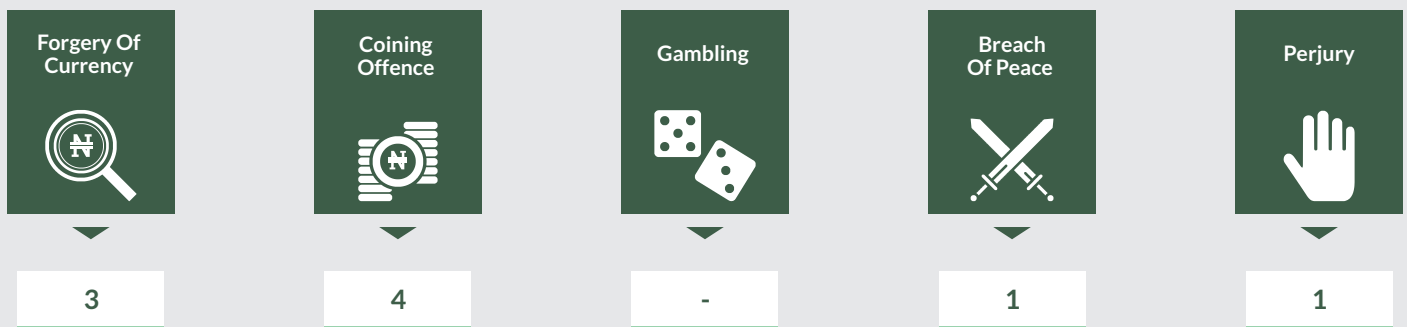 Forgery Of
Currency
Coining
Offence
Gambling
Breach
Of Peace
Perjury
₦
₦
3
4
-
1
1